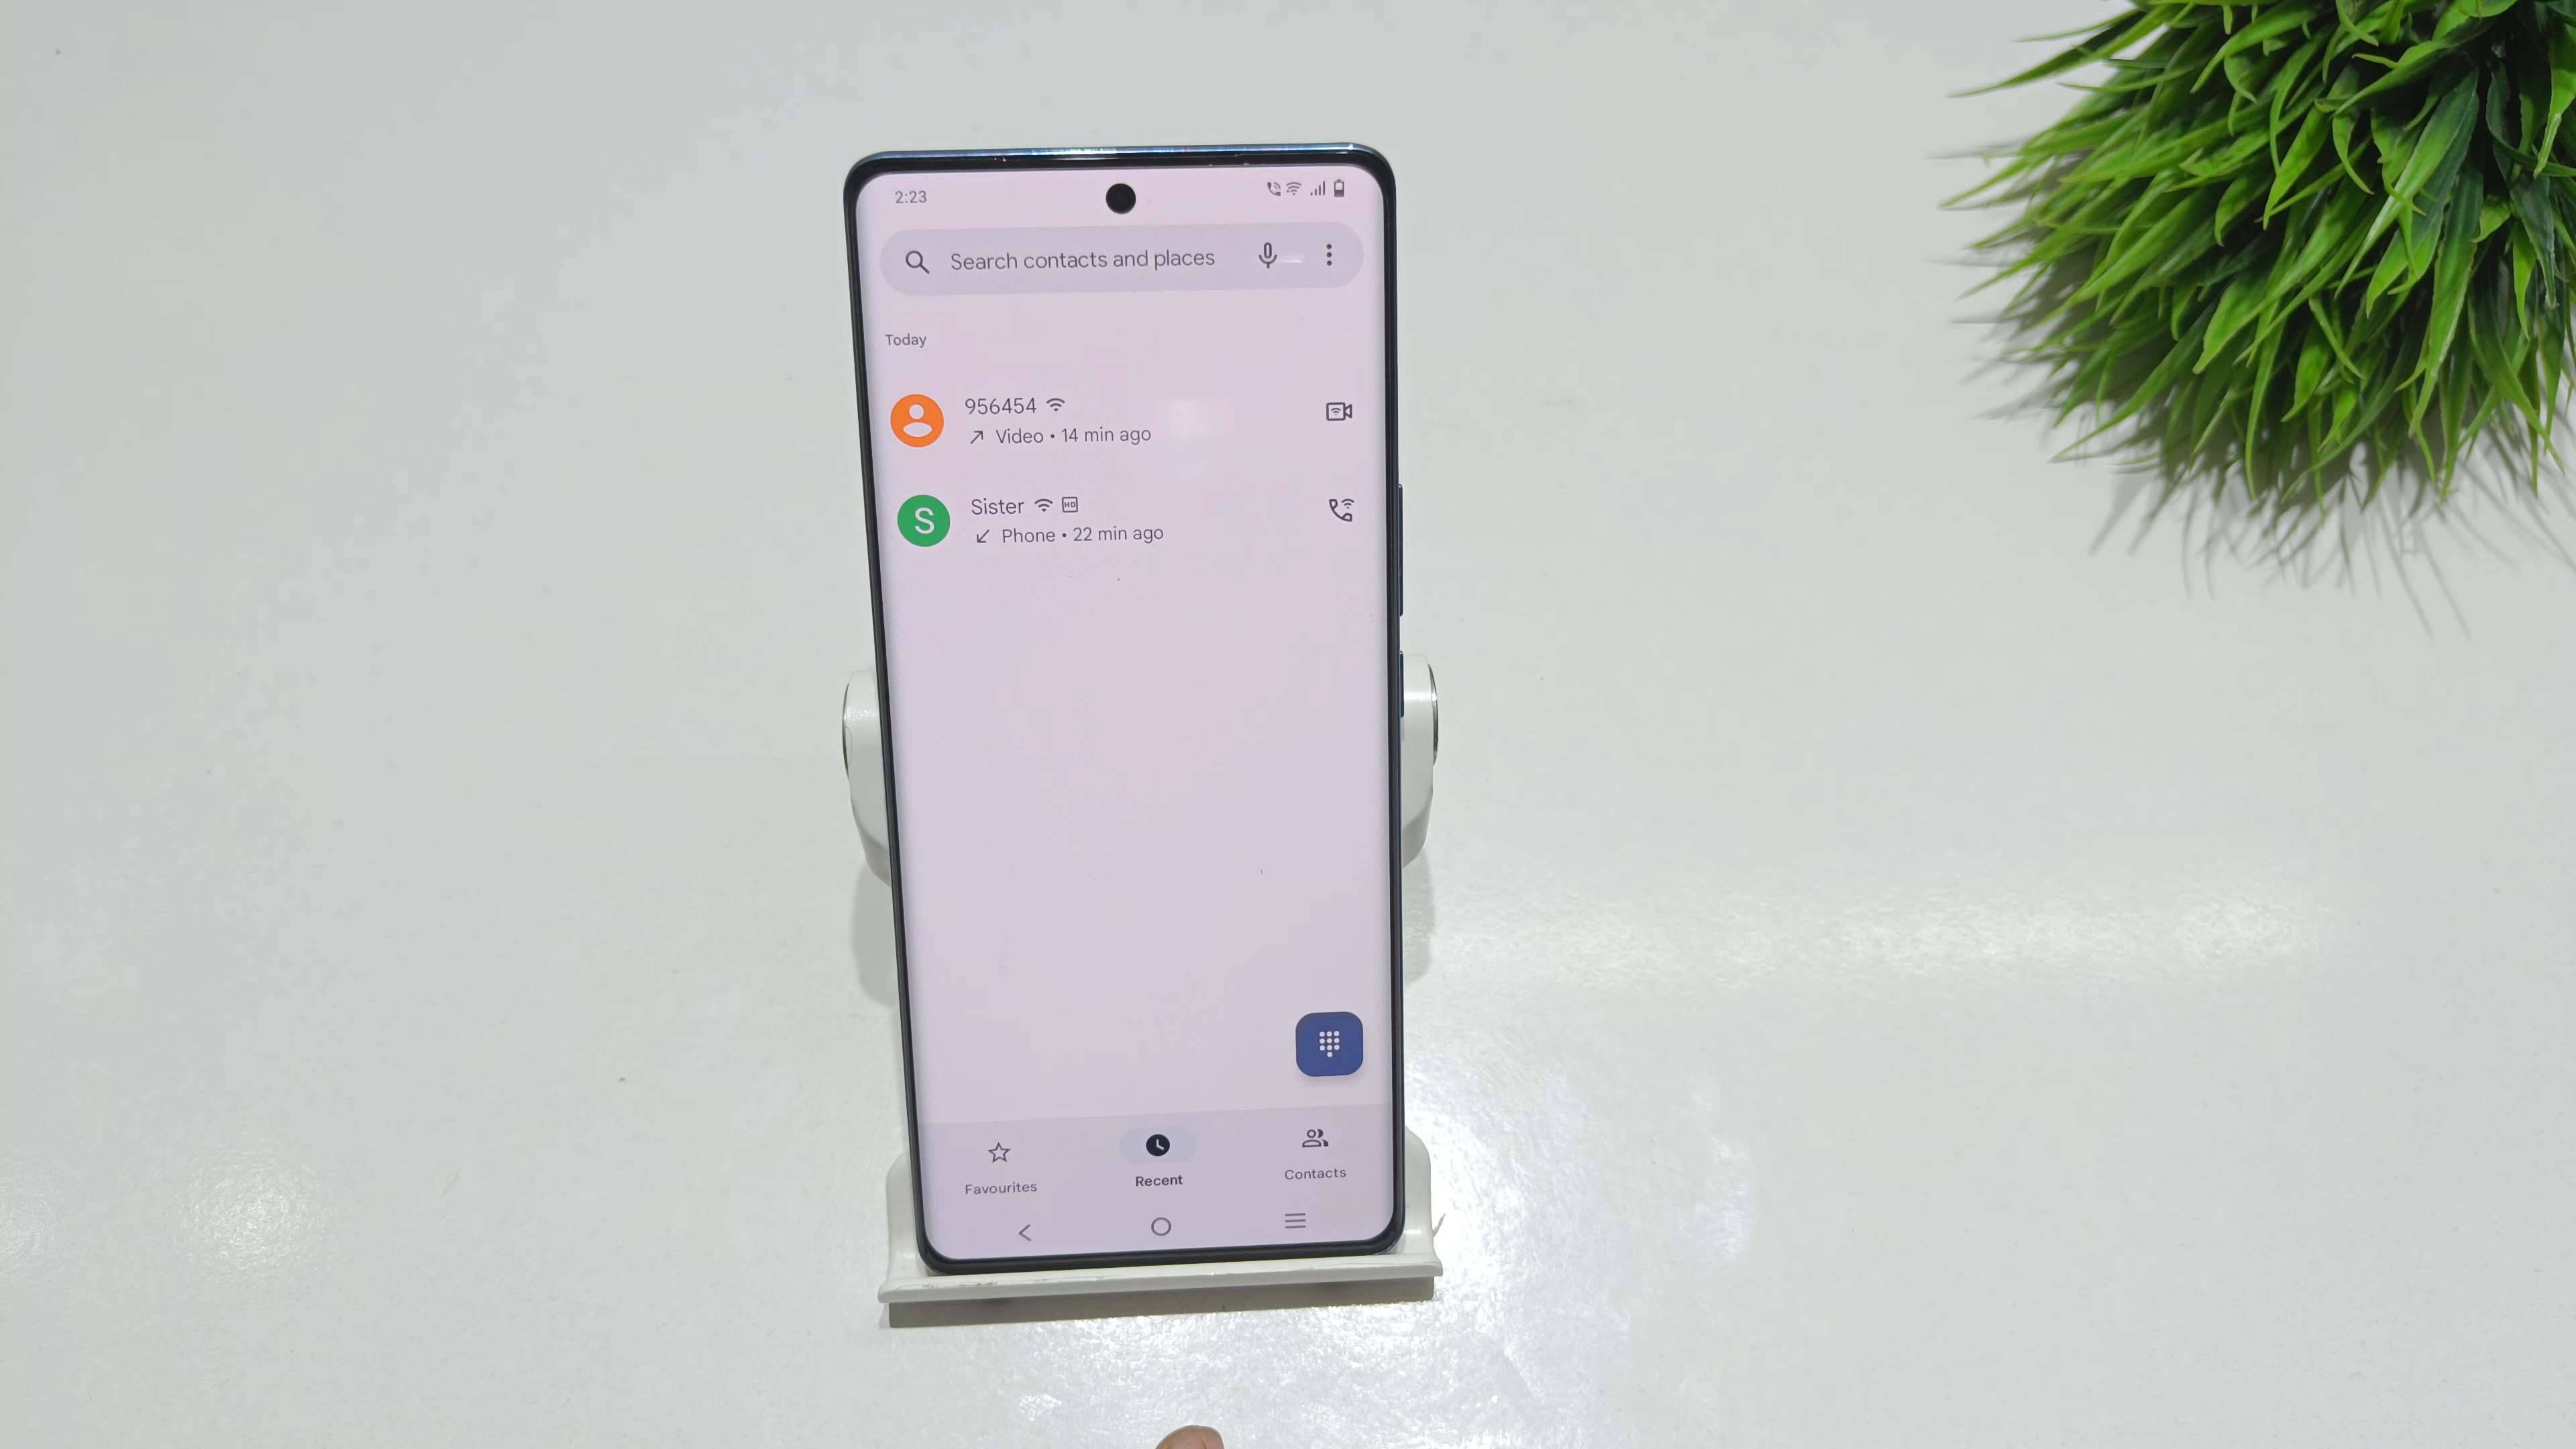 2:23
Search contacts and places
Today
956454
Video • 14 min ago
S
Sister HD
Phone • 22 min ago
Favourites
Recent
Contacts